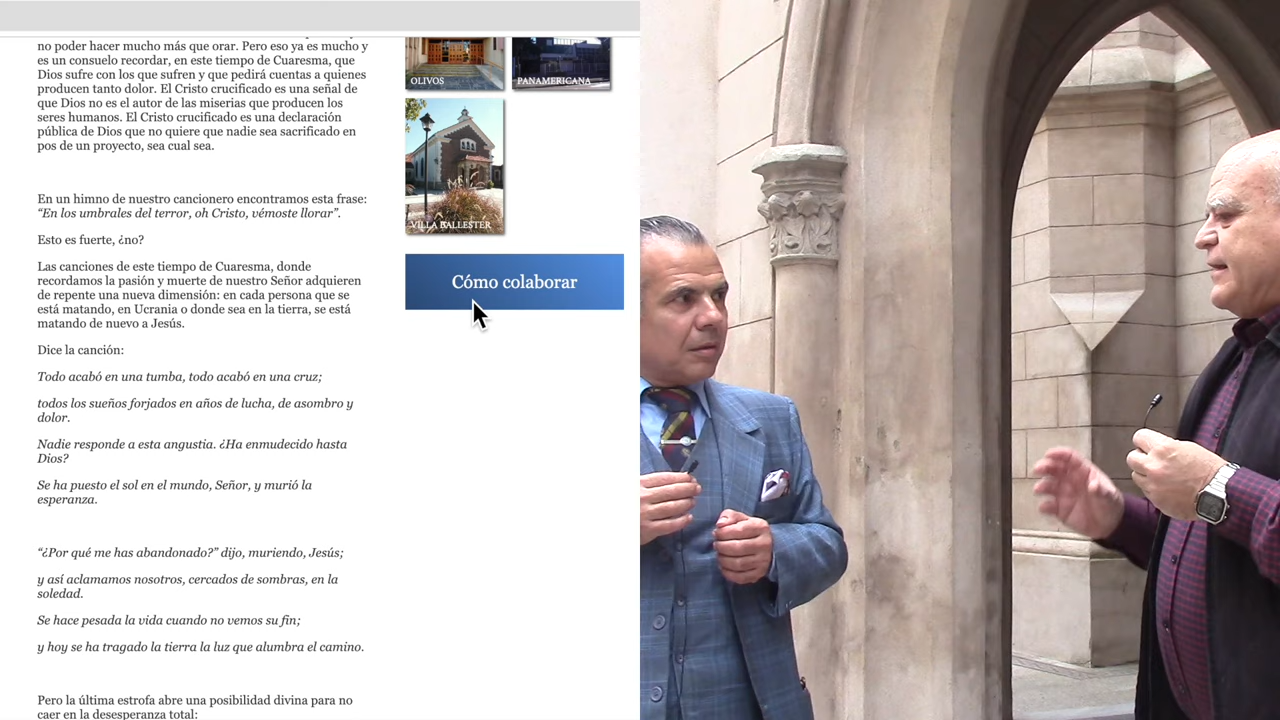 no poder hacer mucho más que orar. Pero eso ya es mucho y
es un consuelo recordar, en este tiempo de Cuaresma, que
Dios sufre con los que sufren y que pedirá cuentas a quienes
producen tanto dolor. El Cristo crucificado es una señal de
que Dios no es el autor de las miserias que producen los
seres humanos. El Cristo crucificado es una declaración
pública de Dios que no quiere que nadie sea sacrificado en
pos de un proyecto, sea cual sea.
En un himno de nuestro cancionero encontramos esta frase:
“En los umbrales del terror, oh Cristo, vémoste llorar”.
Esto es fuerte, ¿no?
Las canciones de este tiempo de Cuaresma, donde
recordamos la pasión y muerte de nuestro Señor adquieren
de repente una nueva dimensión: en cada persona que se
está matando, en Ucrania o donde sea en la tierra, se está
matando de nuevo a Jesús.
Dice la canción:
Todo acabó en una tumba, todo acabó en una cruz;
todos los sueños forjados en años de lucha, de asombro y
dolor.
Nadie responde a esta angustia. ¿Ha enmudecido hasta
Dios?
Se ha puesto el sol en el mundo, Señor, y murió la
esperanza.
“¿Por qué me has abandonado?” dijo, muriendo, Jesús;
y así aclamamos nosotros, cercados de sombras, en la
soledad.
Se hace pesada la vida cuando no vemos su fin;
y hoy se ha tragado la tierra la luz que alumbra el camino.
Pero la última estrofa abre una posibilidad divina para no
caer en la desesperanza total:
OLIVOS
PANAMERICANA
VILLA BALLESTER
Cómo colaborar